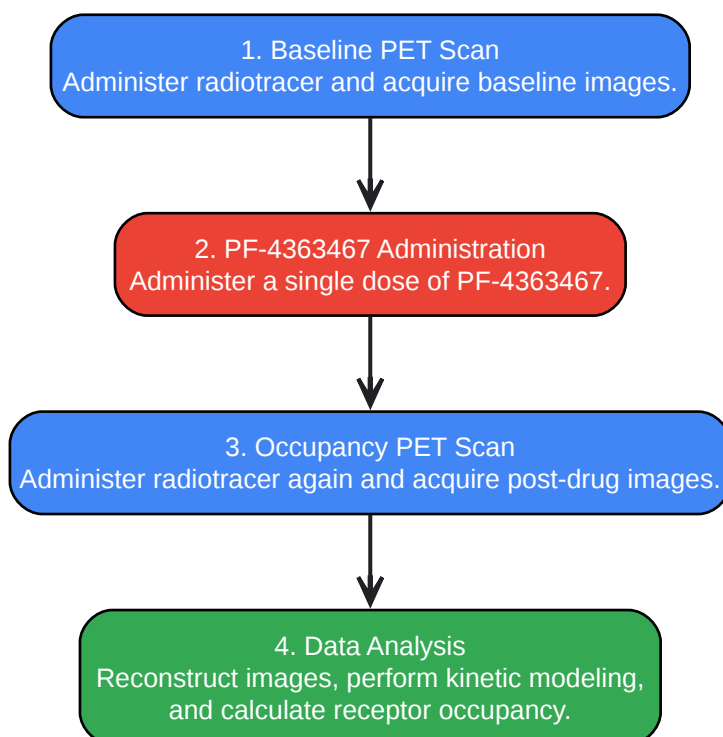 1. Baseline PET Scan
Administer radiotracer and acquire baseline images.
2. PF-4363467 Administration
Administer a single dose of PF-4363467.
3. Occupancy PET Scan
Administer radiotracer again and acquire post-drug images.
4. Data Analysis
Reconstruct images, perform kinetic modeling,
and calculate receptor occupancy.